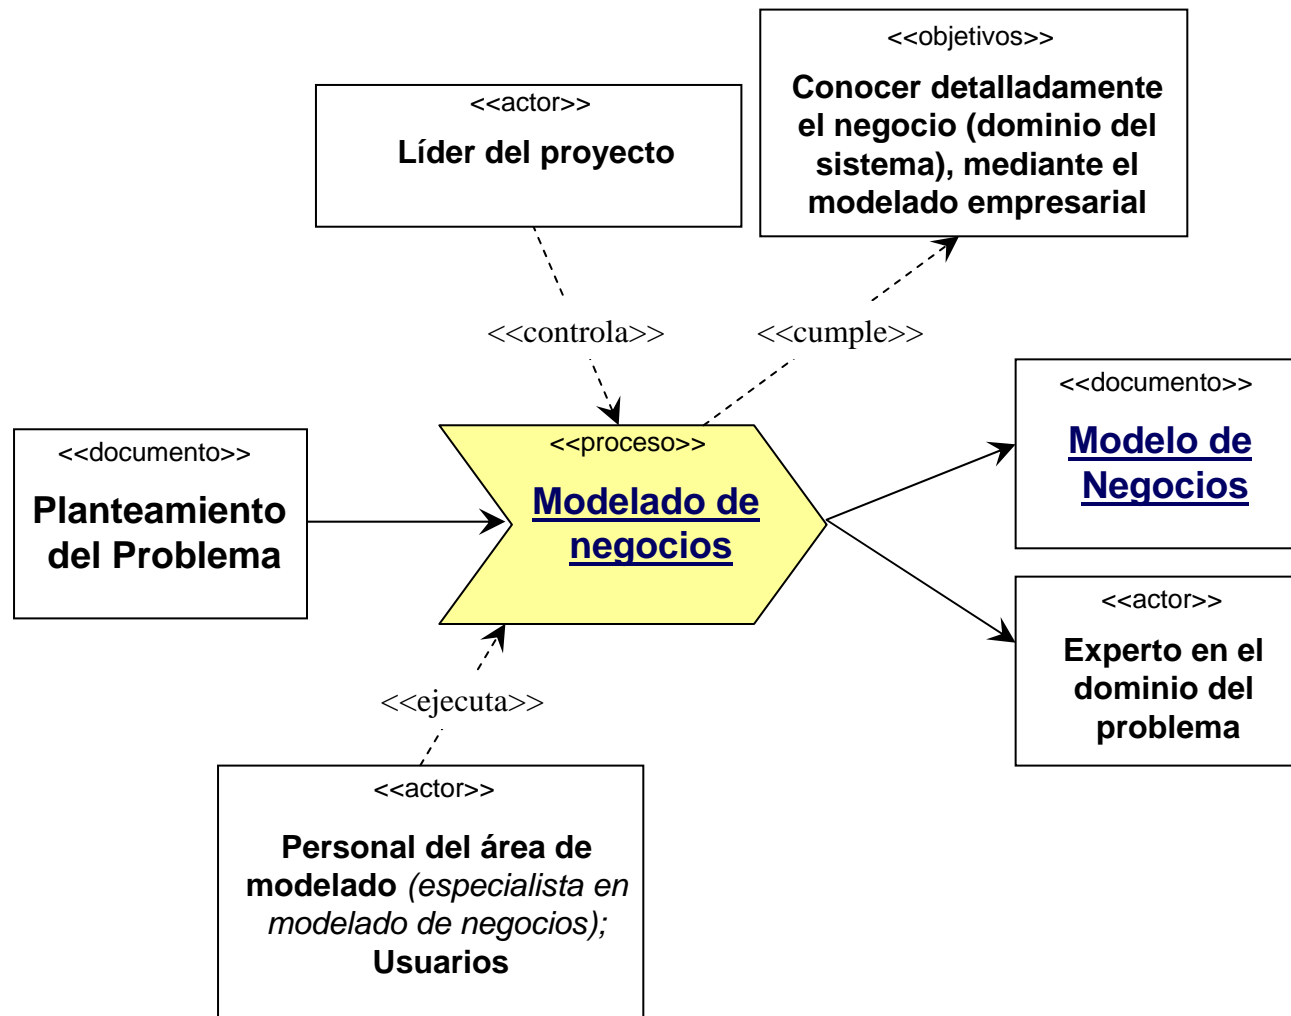 <<objetivos>>
Conocer detalladamente
el negocio (dominio del
sistema), mediante el
modelado empresarial
<<actor>>
Líder del proyecto
<<controla>>
<<cumple>>
<<documento>>
Planteamiento
del Problema
<<proceso>>
Modelado de
negocios
<<documento>>
Modelo de
Negocios
<<actor>>
Experto en el
dominio del
problema
<<ejecuta>>
<<actor>>
Personal del área de
modelado (especialista en
modelado de negocios);
Usuarios